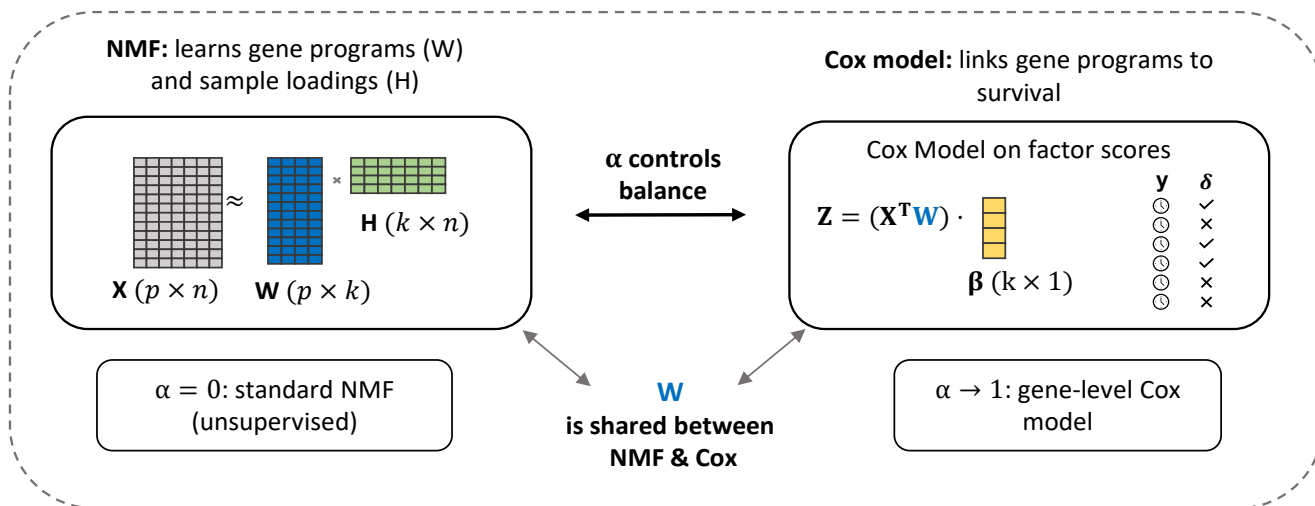 NMF: learns gene programs (W)
and sample loadings (H)
Cox model: links gene programs to
survival
≈
×
H (k × n)
X (p × n)
W (p × k)
α controls
balance
Cox Model on factor scores
y δ
✓
×
✓
✓
×
×
Z = (XᵀW) ·
β (k × 1)
α = 0: standard NMF
(unsupervised)
W
is shared between
NMF & Cox
α → 1: gene-level Cox
model